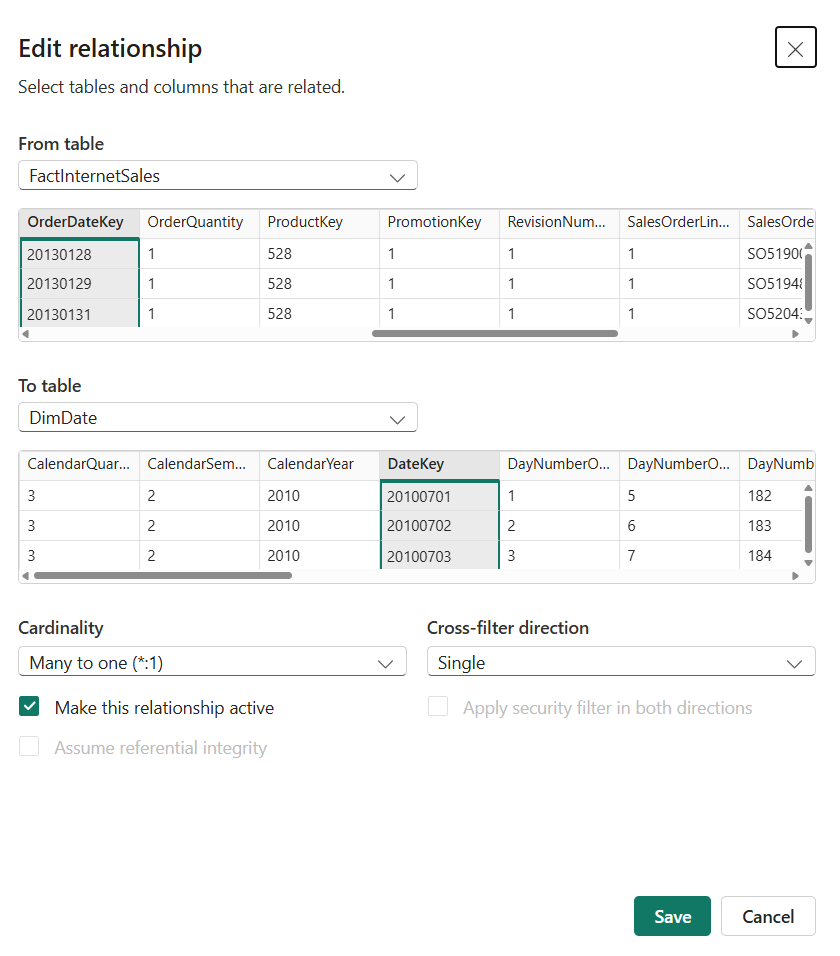 Edit relationship
Select tables and columns that are related.
From table
FactInternetSales
OrderDateKey OrderQuantity ProductKey PromotionKey RevisionNum... SalesOrderLin... SalesOrde
20130128 1 528 1 1 1 SO5190
20130129 1 528 1 1 1 SO5194
20130131 1 528 1 1 1 SO5204
To table
DimDate
CalendarQuar... CalendarSem... CalendarYear DateKey DayNumberO... DayNumberO... DayNumb
3 2 2010 20100701 1 5 182
3 2 2010 20100702 2 6 183
3 2 2010 20100703 3 7 184
Cardinality Cross-filter direction
Many to one (*:1) Single
Make this relationship active Apply security filter in both directions
Assume referential integrity
Save Cancel